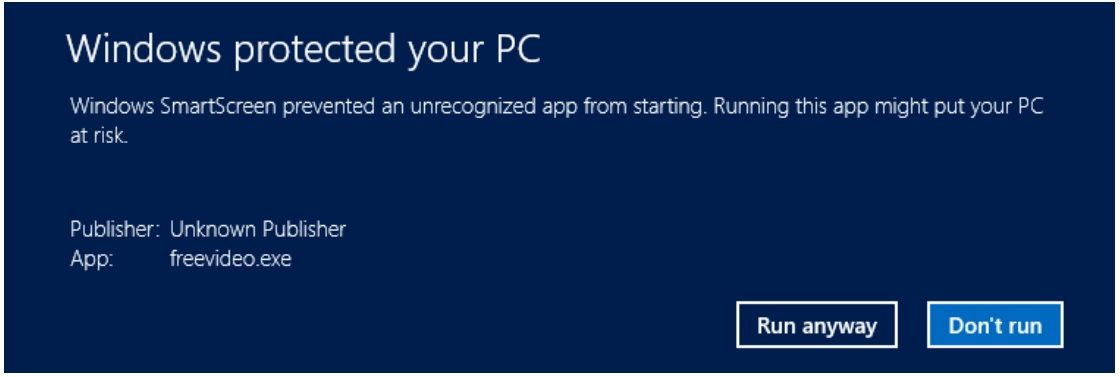 Windows protected your PC
Windows SmartScreen prevented an unrecognized app from starting. Running this app might put your PC
at risk.
Publisher: Unknown Publisher
App: freevideo.exe
Run anyway
Don't run